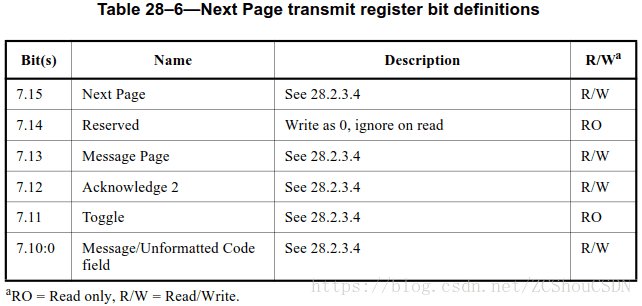 Table 28–6—Next Page transmit register bit definitions
Bit(s) Name Description R/Wa
7.15 Next Page See 28.2.3.4 R/W
7.14 Reserved Write as 0, ignore on read RO
7.13 Message Page See 28.2.3.4 R/W
7.12 Acknowledge 2 See 28.2.3.4 R/W
7.11 Toggle See 28.2.3.4 RO
7.10:0 Message/Unformatted Code See 28.2.3.4 R/W
field
aRO = Read only, R/W = Read/Write.
https://blog.csdn.net/ZCShouCSDN